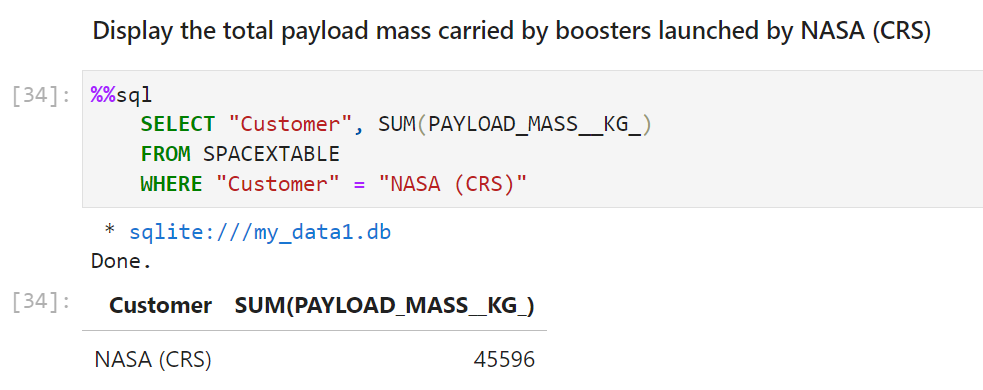 Display the total payload mass carried by boosters launched by NASA (CRS)
[34]: %%sql
SELECT "Customer", SUM(PAYLOAD_MASS__KG_)
FROM SPACEXTABLE
WHERE "Customer" = "NASA (CRS)"
* sqlite:///my_data1.db
Done.
[34]: Customer SUM(PAYLOAD_MASS__KG_)
NASA (CRS) 45596